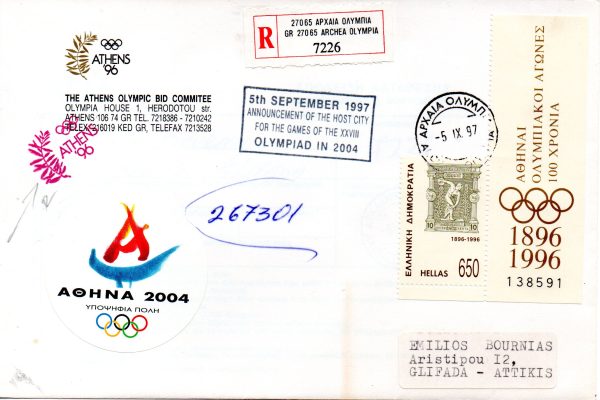 27065 ΑΡΧΑΙΑ ΟΛΥΜΠΙΑ
GR 27065 ARCHEA OLYMPIA
R
7226
ATHENS
'96
THE ATHENS OLYMPIC BID COMMITEE
OLYMPIA HOUSE 1, HERODOTOU str.
ATHENS 106 74 GR TEL. 7218386 - 7210242
TELEX 216019 KED GR, TELEFAX 7213528
ATHENS
'96
5th SEPTEMBER 1997
ANNOUNCEMENT OF THE HOST CITY
FOR THE GAMES OF THE XXVIII
OLYMPIAD IN 2004
ΑΡΧΑΙΑ ΟΛΥΜΠ
-5 IX 97
267301
ΑΘΗΝΑ 2004
ΥΠΟΨΗΦΙΑ ΠΟΛΗ
ΕΛΛΗΝΙΚΗ ΔΗΜΟΚΡΑΤΙΑ
10 10
1896-1996
HELLAS 650
ΑΘΗΝΑΙ
ΟΛΥΜΠΙΑΚΟΙ ΑΓΩΝΕΣ
100 ΧΡΟΝΙΑ
1896
1996
138591
EMILIOS BOURNIAS
Aristipou I2,
GLIFADA - ATTIKIS